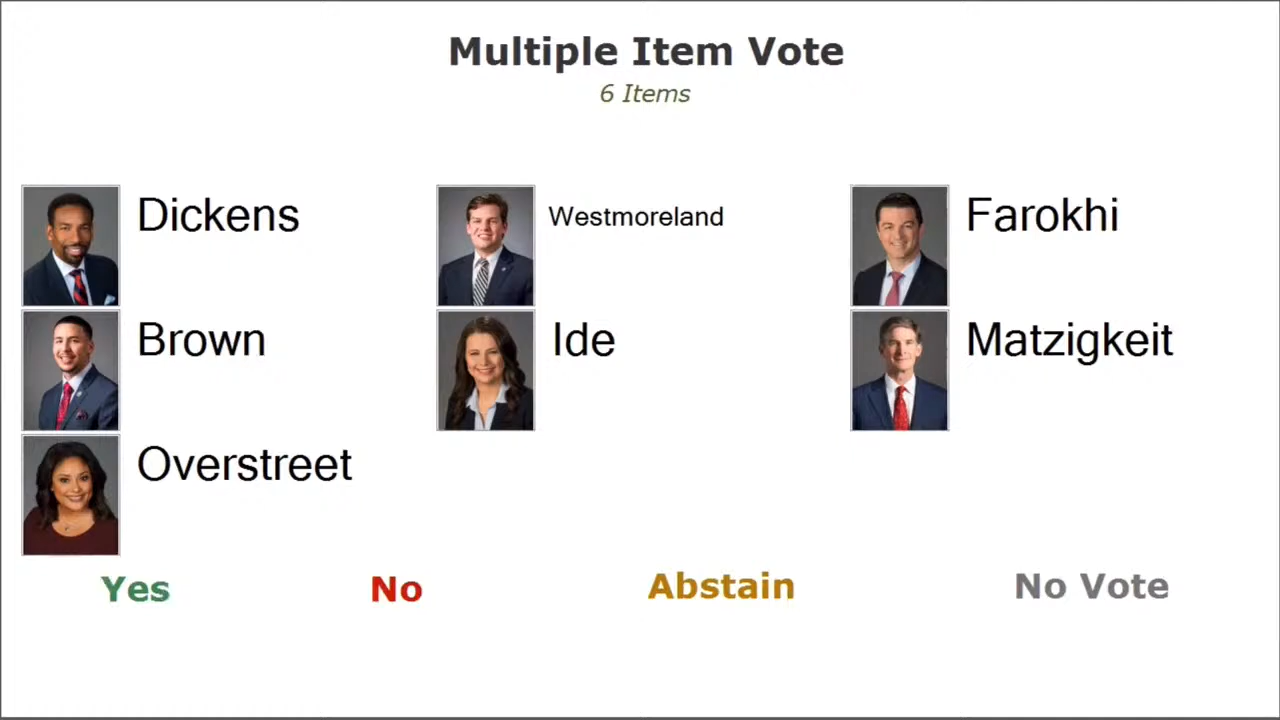 Multiple Item Vote
6 Items
Dickens
Westmoreland
Farokhi
Brown
Ide
Matzigkeit
Overstreet
Yes
No
Abstain
No Vote